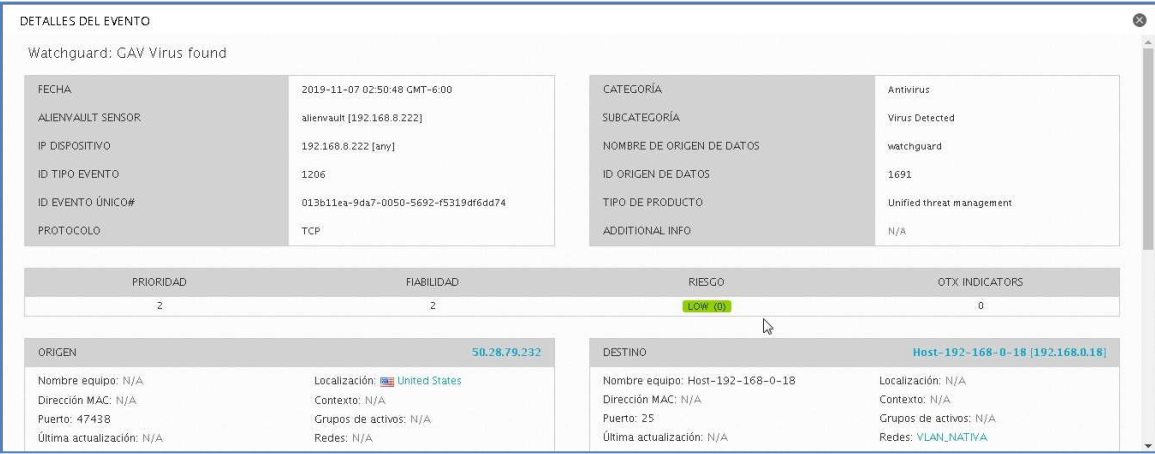 DETALLES DEL EVENTO
Watchguard: GAV Virus found
FECHA 2019-11-07 02:50:48 GMT-6:00
ALIENVAULT SENSOR alienvault [192.168.8.222]
IP DISPOSITIVO 192.168.8.222 [any]
ID TIPO EVENTO 1206
ID EVENTO ÚNICO# 013b11ea-9da7-0050-5692-f5319df6dd74
PROTOCOLO TCP
CATEGORÍA Antivirus
SUBCATEGORÍA Virus Detected
NOMBRE DE ORIGEN DE DATOS watchguard
ID ORIGEN DE DATOS 1691
TIPO DE PRODUCTO Unified threat management
ADDITIONAL INFO N/A
PRIORIDAD FIABILIDAD RIESGO OTX INDICATORS
2 2 LOW (0) 0
ORIGEN 50.28.79.232
Nombre equipo: N/A Localización: United States
Dirección MAC: N/A Contexto: N/A
Puerto: 47438 Grupos de activos: N/A
Última actualización: N/A Redes: N/A
DESTINO Host-192-168-0-18 [192.168.0.18]
Nombre equipo: Host-192-168-0-18 Localización: N/A
Dirección MAC: N/A Contexto: N/A
Puerto: 25 Grupos de activos: N/A
Última actualización: N/A Redes: VLAN_NATIVA